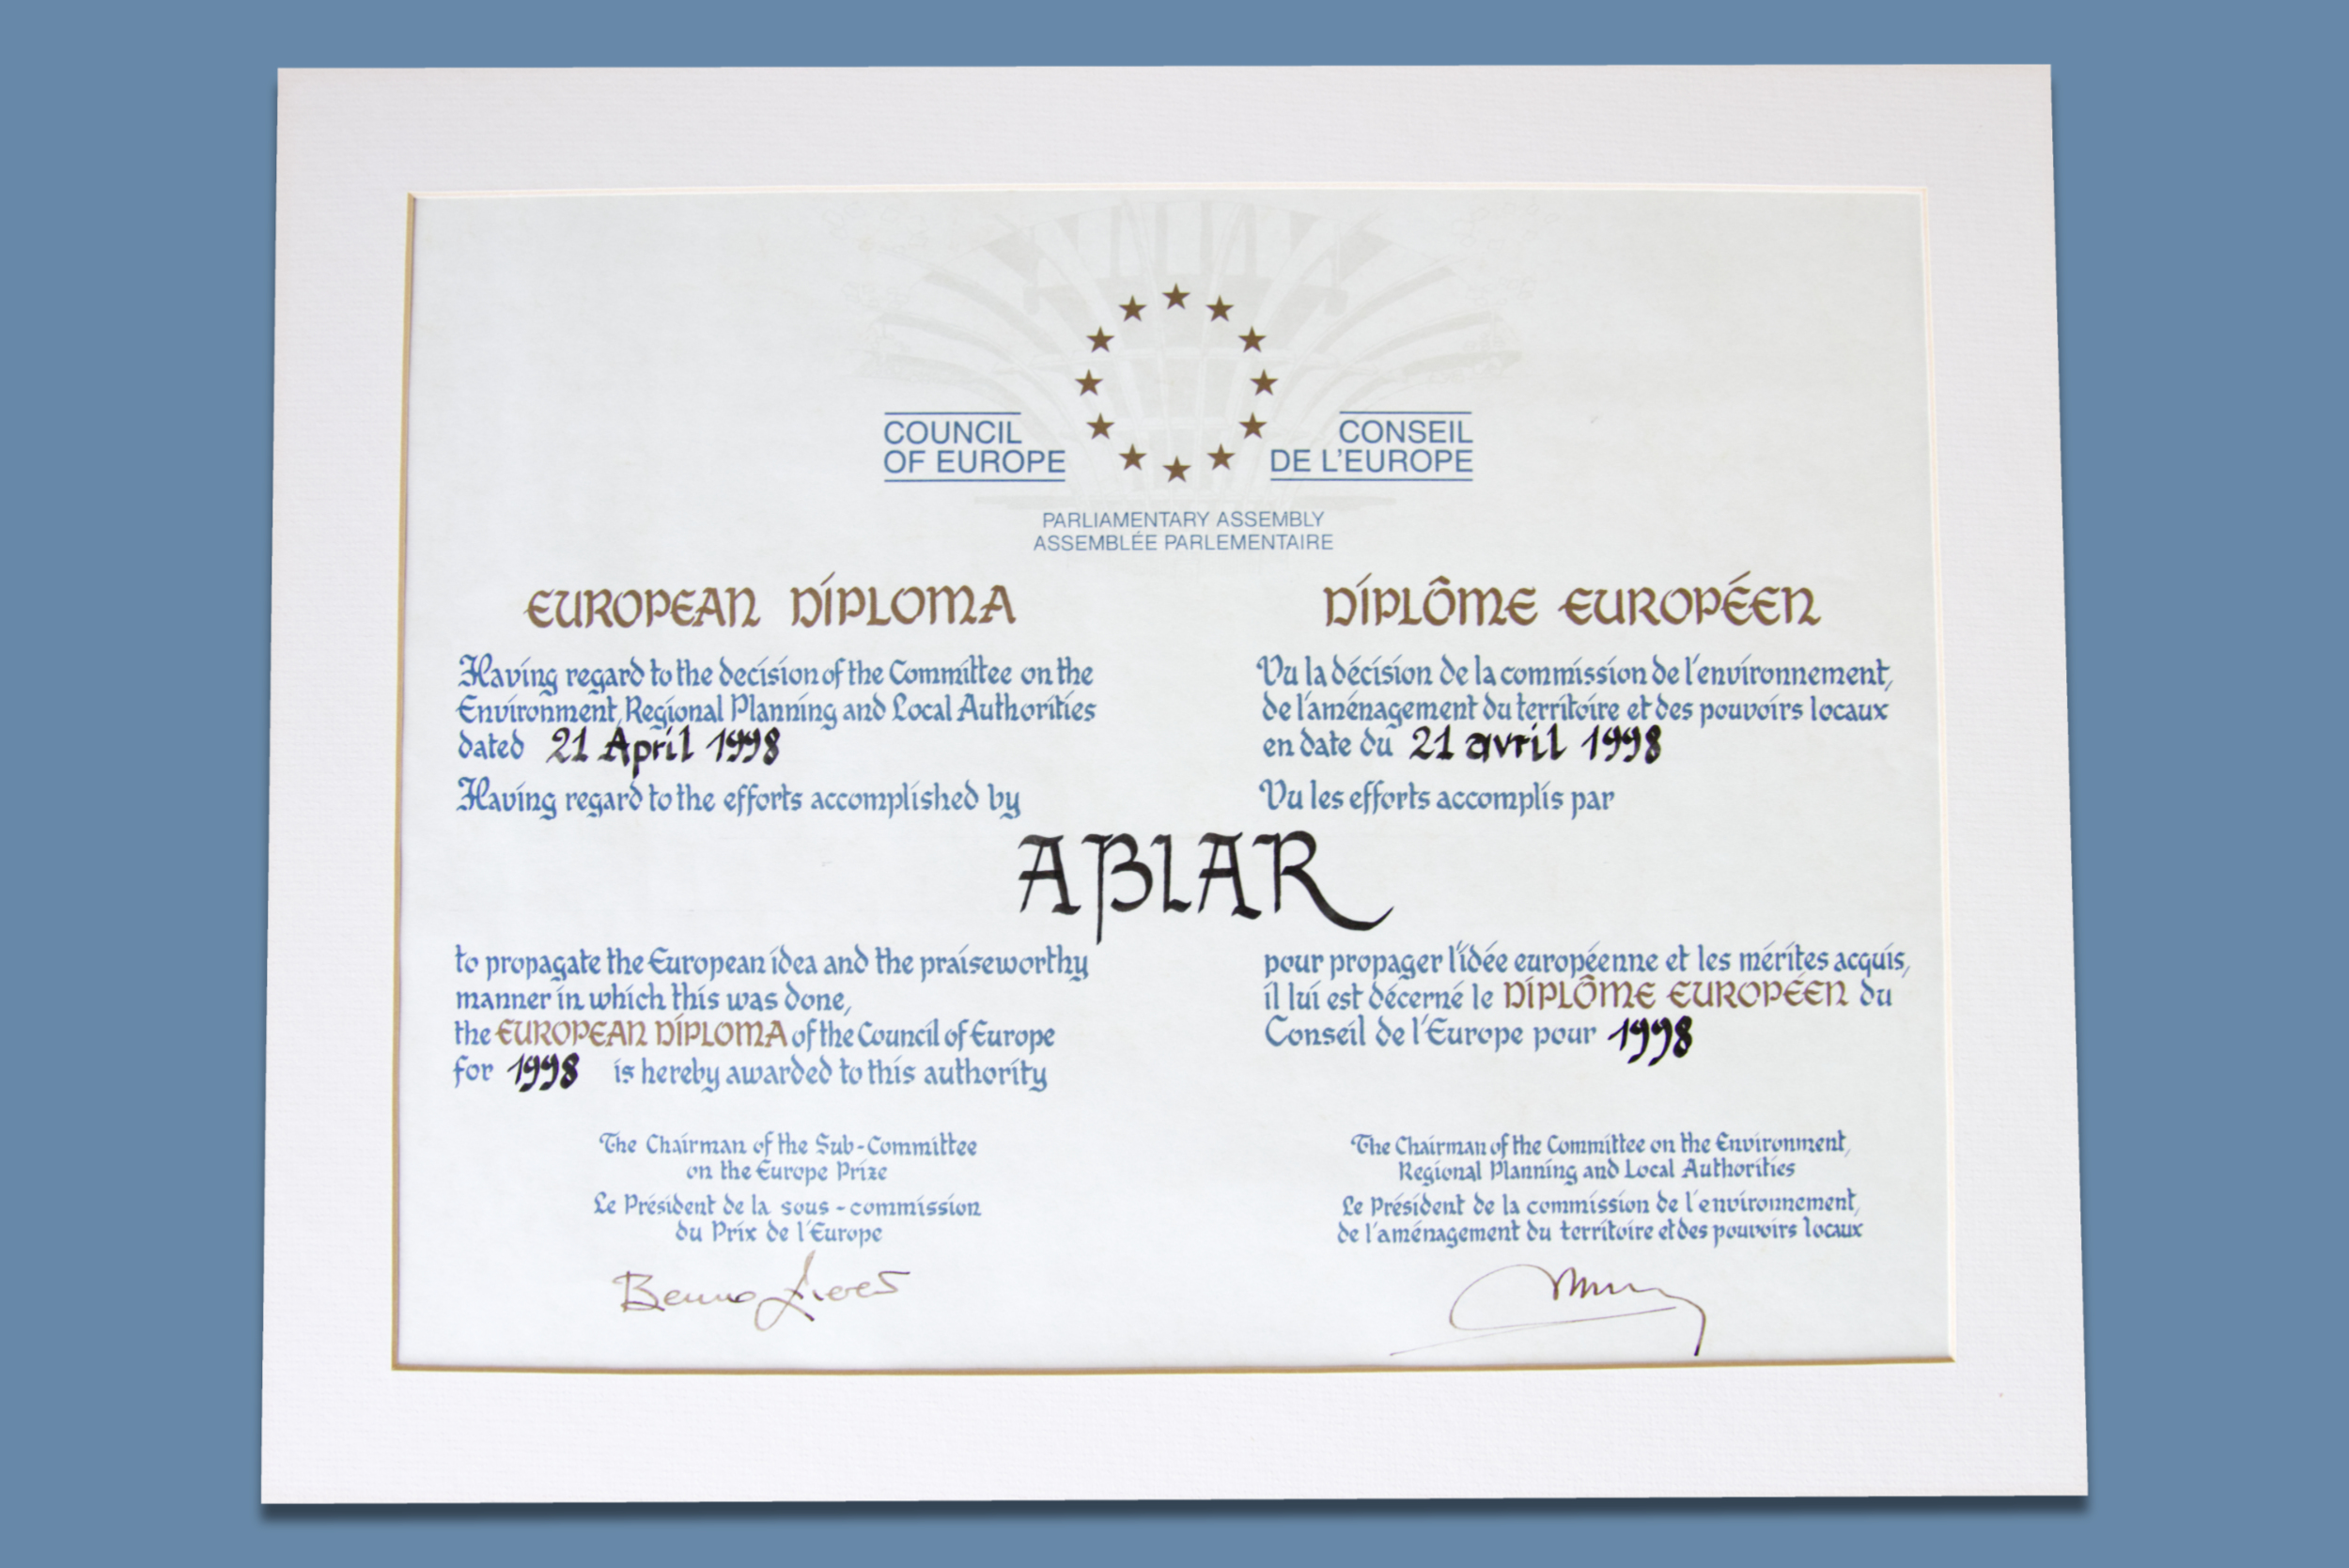 COUNCIL
OF EUROPE
CONSEIL
DE L'EUROPE
PARLIAMENTARY ASSEMBLY
ASSEMBLÉE PARLEMENTAIRE
EUROPEAN DIPLOMA
Having regard to the decision of the Committee on the
Environment, Regional Planning and Local Authorities
dated 21 April 1998
Having regard to the efforts accomplished by
DIPLÔME EUROPÉEN
Vu la décision de la commission de l'environnement,
de l'aménagement du territoire et des pouvoirs locaux
en date du 21 avril 1998
Vu les efforts accomplis par
ABLAR
to propagate the European idea and the praiseworthy
manner in which this was done,
the EUROPEAN DIPLOMA of the Council of Europe
for 1998 is hereby awarded to this authority
pour propager l'idée européenne et les mérites acquis,
il lui est décerné le DIPLÔME EUROPÉEN du
Conseil de l'Europe pour 1998
The Chairman of the Sub-Committee
on the Europe Prize
Le Président de la sous-commission
du Prix de l'Europe
Benno
The Chairman of the Committee on the Environment,
Regional Planning and Local Authorities
Le Président de la commission de l'environnement,
de l'aménagement du territoire et des pouvoirs locaux